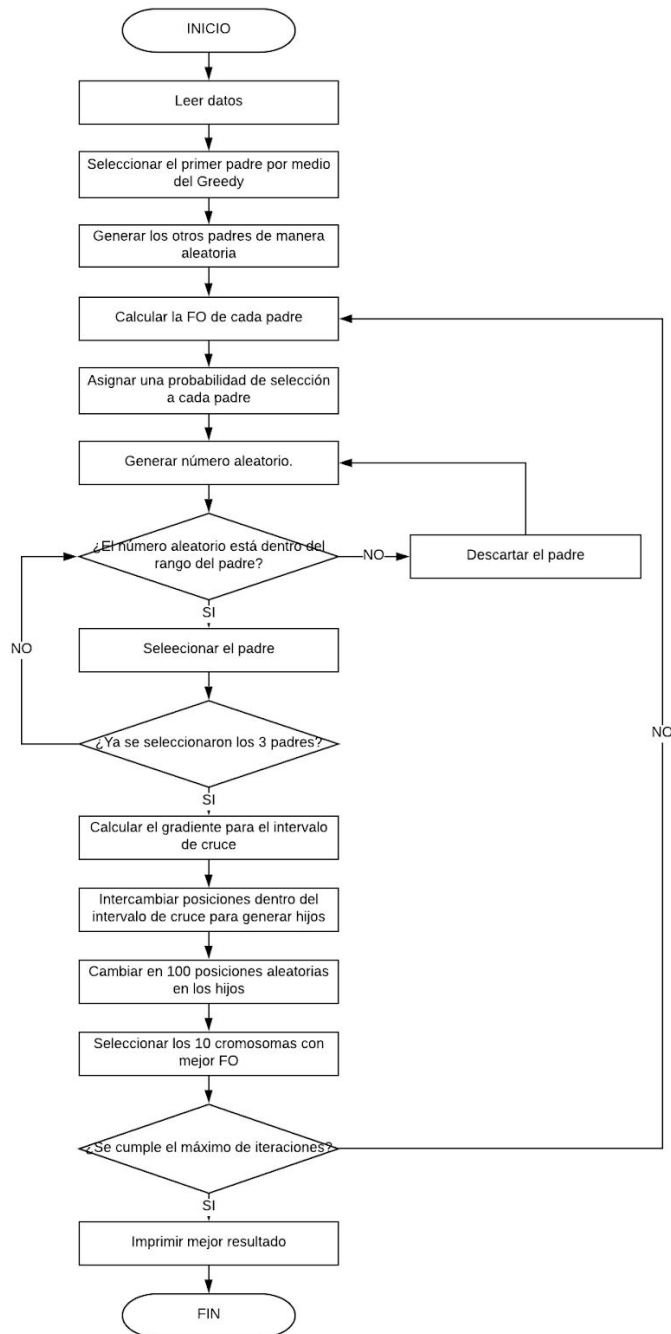 INICIO
Leer datos
Seleccionar el primer padre por medio
del Greedy
Generar los otros padres de manera
aleatoria
Calcular la FO de cada padre
Asignar una probabilidad de selección
a cada padre
Generar número aleatorio.
¿El número aleatorio está dentro del
rango del padre?
NO
Descartar el padre
SI
NO
Seleecionar el padre
¿Ya se seleccionaron los 3 padres?
NO
SI
Calcular el gradiente para el intervalo
de cruce
Intercambiar posiciones dentro del
intervalo de cruce para generar hijos
Cambiar en 100 posiciones aleatorias
en los hijos
Seleccionar los 10 cromosomas con
mejor FO
¿Se cumple el máximo de iteraciones?
SI
Imprimir mejor resultado
FIN